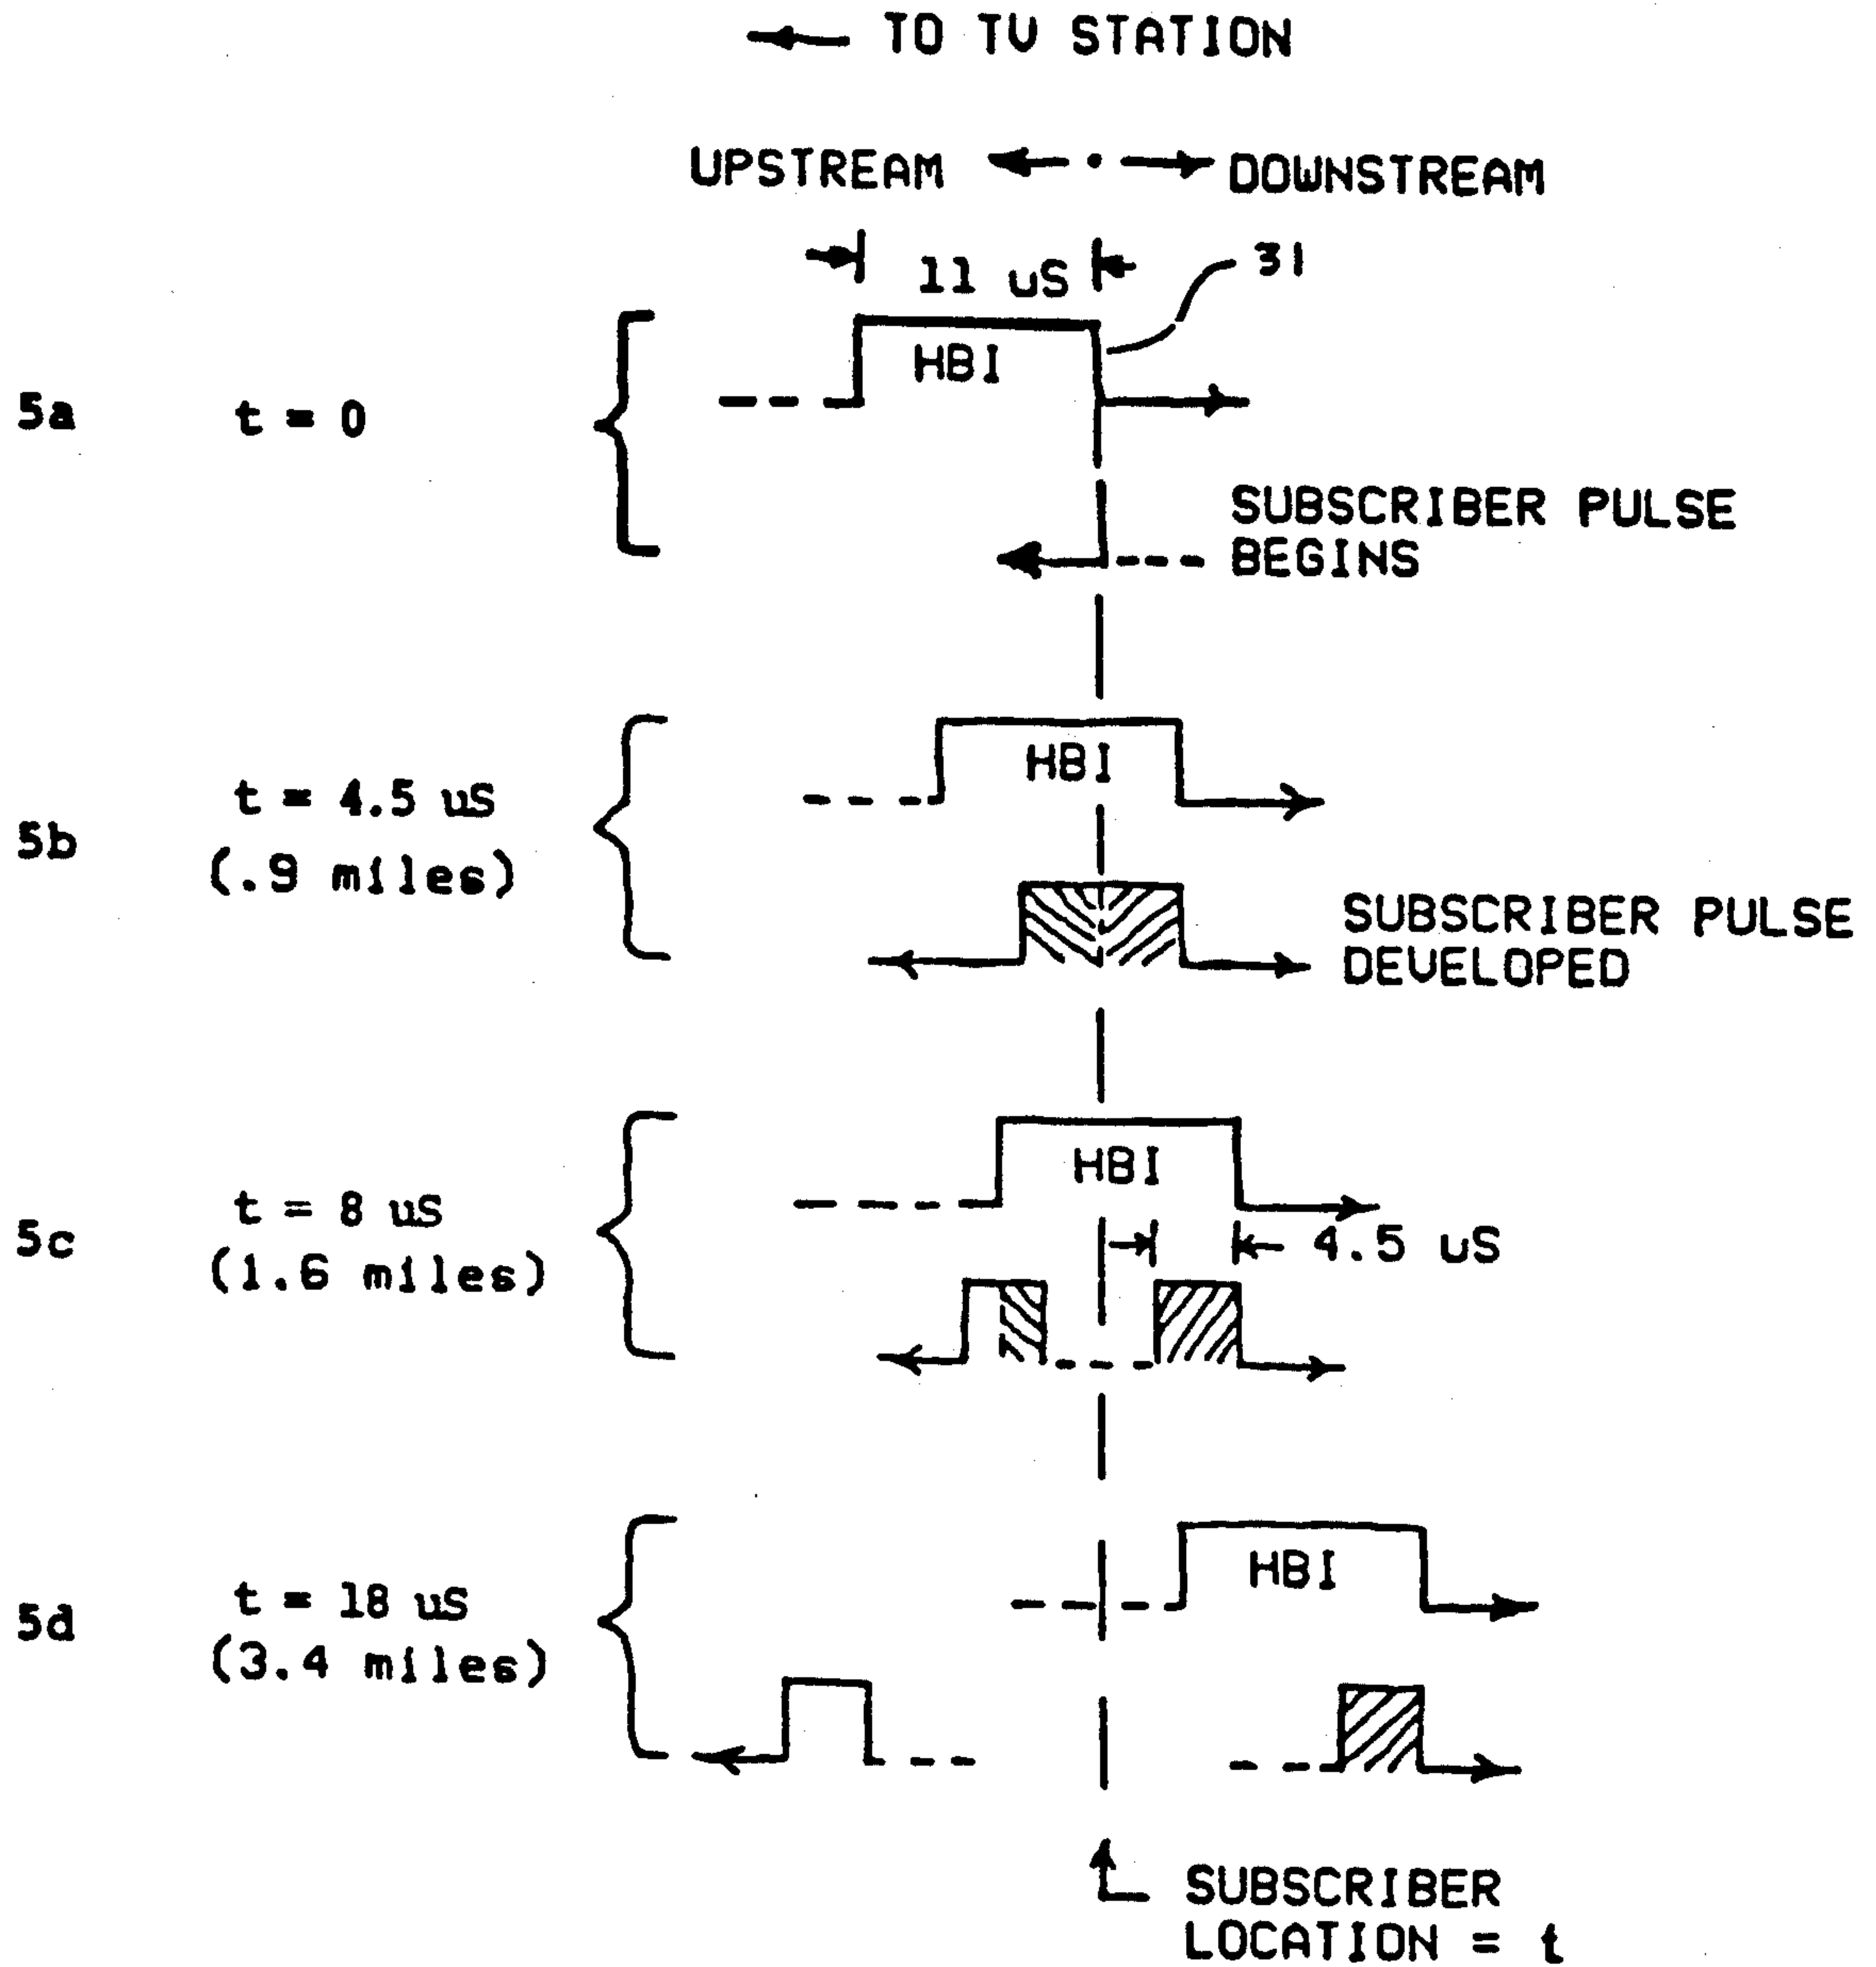 TO TV STATION
UPSTREAM DOWNSTREAM
11 uS 31
HBI
5a t = 0
SUBSCRIBER PULSE
BEGINS
HBI
5b t = 4.5 uS
(.9 miles)
SUBSCRIBER PULSE
DEVELOPED
HBI
5c t = 8 uS
(1.6 miles)
4.5 uS
HBI
5d t = 18 uS
(3.4 miles)
SUBSCRIBER
LOCATION = t